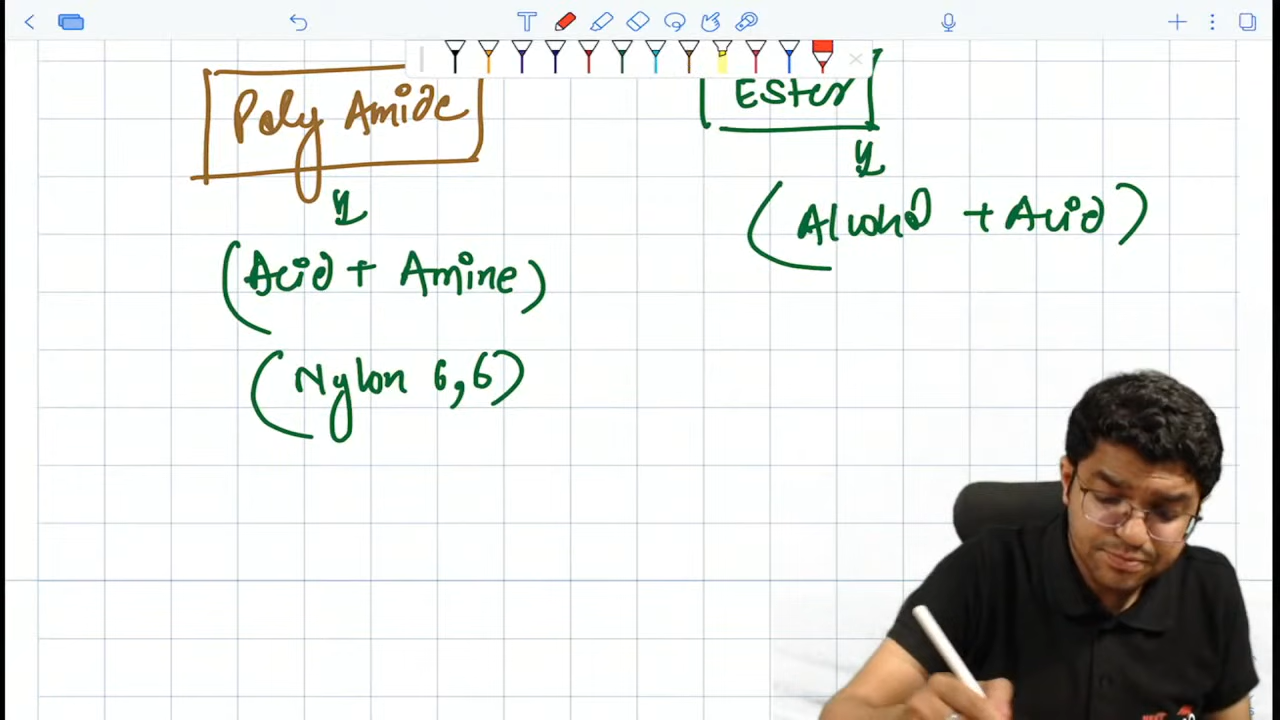 Poly Amide
(Acid + Amine)
(Nylon 6,6)
Ester
(Alcohol + Acid)